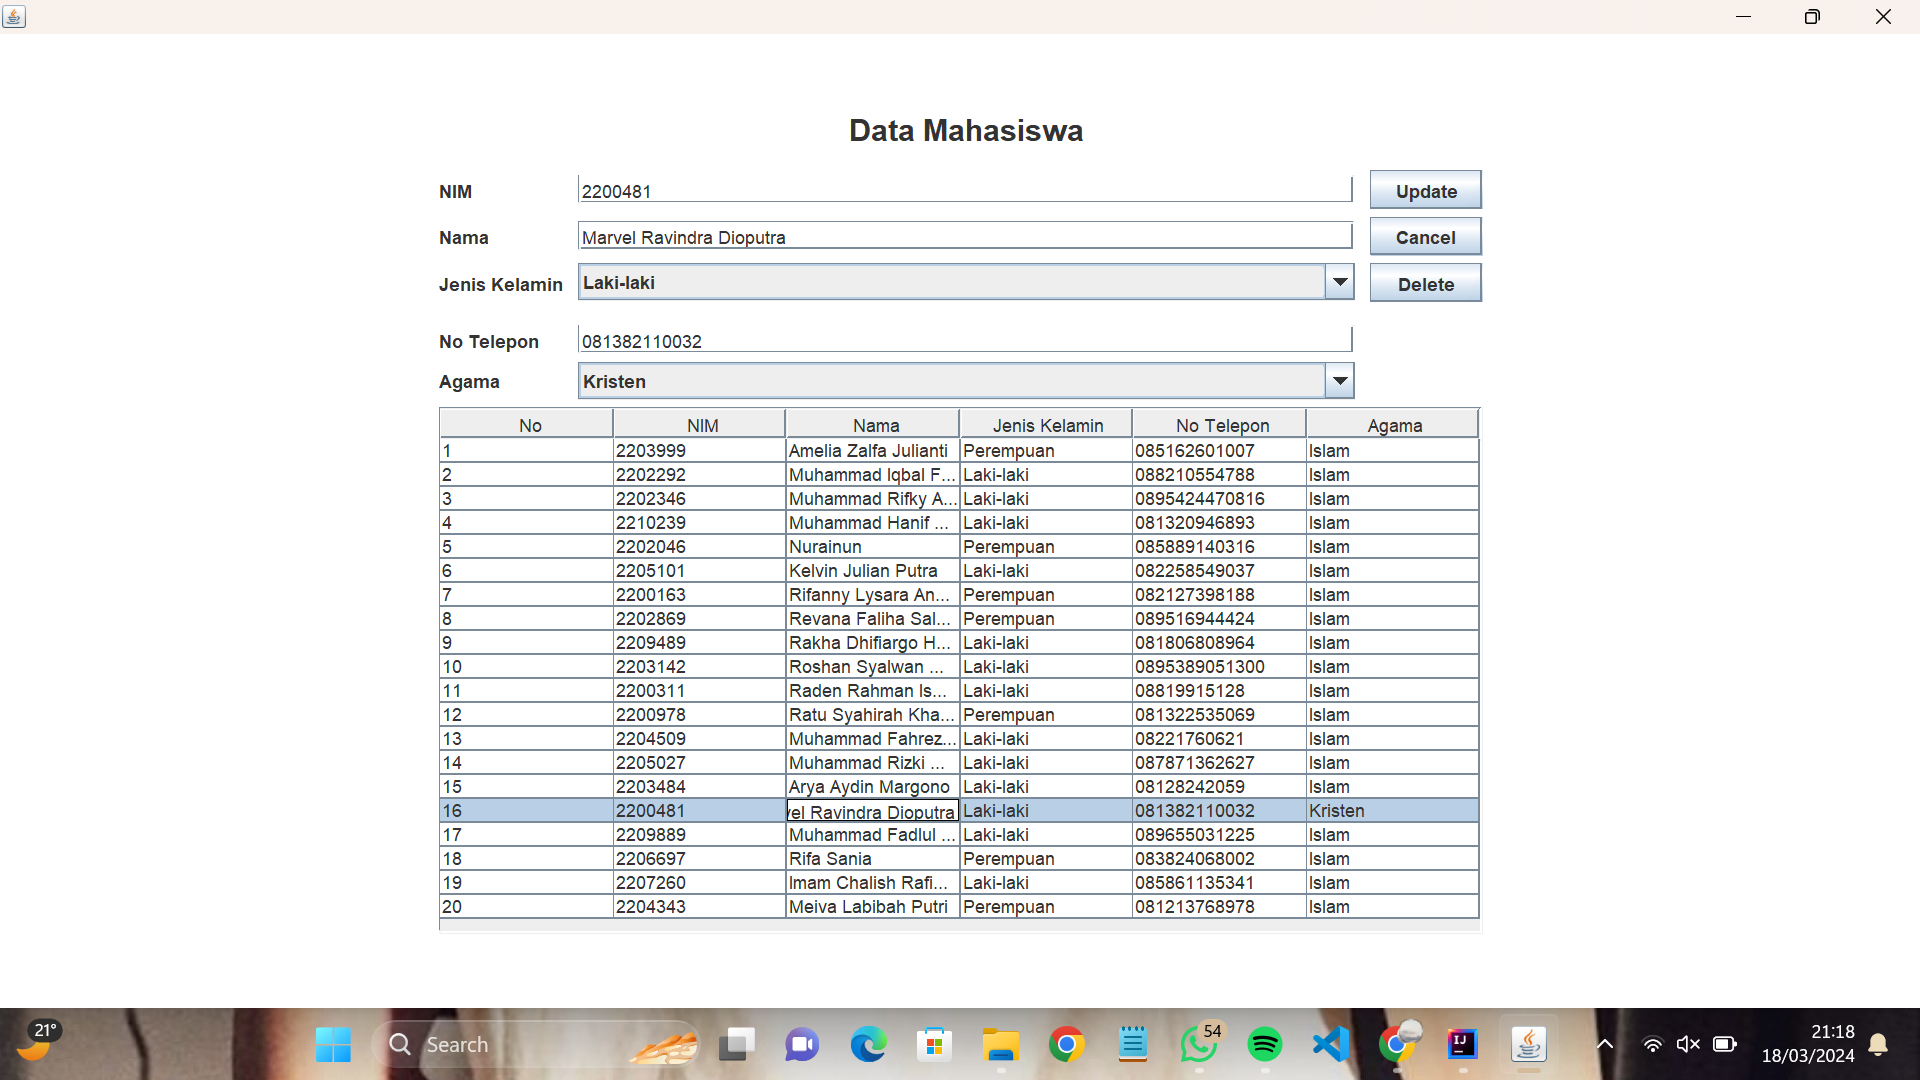 Data Mahasiswa
NIM 2200481 Update
Nama Marvel Ravindra Dioputra Cancel
Jenis Kelamin Laki-laki Delete
No Telepon 081382110032
Agama Kristen
No NIM Nama Jenis Kelamin No Telepon Agama
1 2203999 Amelia Zalfa Julianti Perempuan 085162601007 Islam
2 2202292 Muhammad Iqbal F... Laki-laki 088210554788 Islam
3 2202346 Muhammad Rifky A... Laki-laki 0895424470816 Islam
4 2210239 Muhammad Hanif ... Laki-laki 081320946893 Islam
5 2202046 Nurainun Perempuan 085889140316 Islam
6 2205101 Kelvin Julian Putra Laki-laki 082258549037 Islam
7 2200163 Rifanny Lysara An... Perempuan 082127398188 Islam
8 2202869 Revana Faliha Sal... Perempuan 089516944424 Islam
9 2209489 Rakha Dhifiargo H... Laki-laki 081806808964 Islam
10 2203142 Roshan Syalwan ... Laki-laki 0895389051300 Islam
11 2200311 Raden Rahman Is... Laki-laki 08819915128 Islam
12 2200978 Ratu Syahirah Kha... Perempuan 081322535069 Islam
13 2204509 Muhammad Fahrez... Laki-laki 08221760621 Islam
14 2205027 Muhammad Rizki ... Laki-laki 087871362627 Islam
15 2203484 Arya Aydin Margono Laki-laki 08128242059 Islam
16 2200481 vel Ravindra Dioputra Laki-laki 081382110032 Kristen
17 2209889 Muhammad Fadlul ... Laki-laki 089655031225 Islam
18 2206697 Rifa Sania Perempuan 083824068002 Islam
19 2207260 Imam Chalish Rafi... Laki-laki 085861135341 Islam
20 2204343 Meiva Labibah Putri Perempuan 081213768978 Islam
21° Search 54 IJ 21:18
18/03/2024